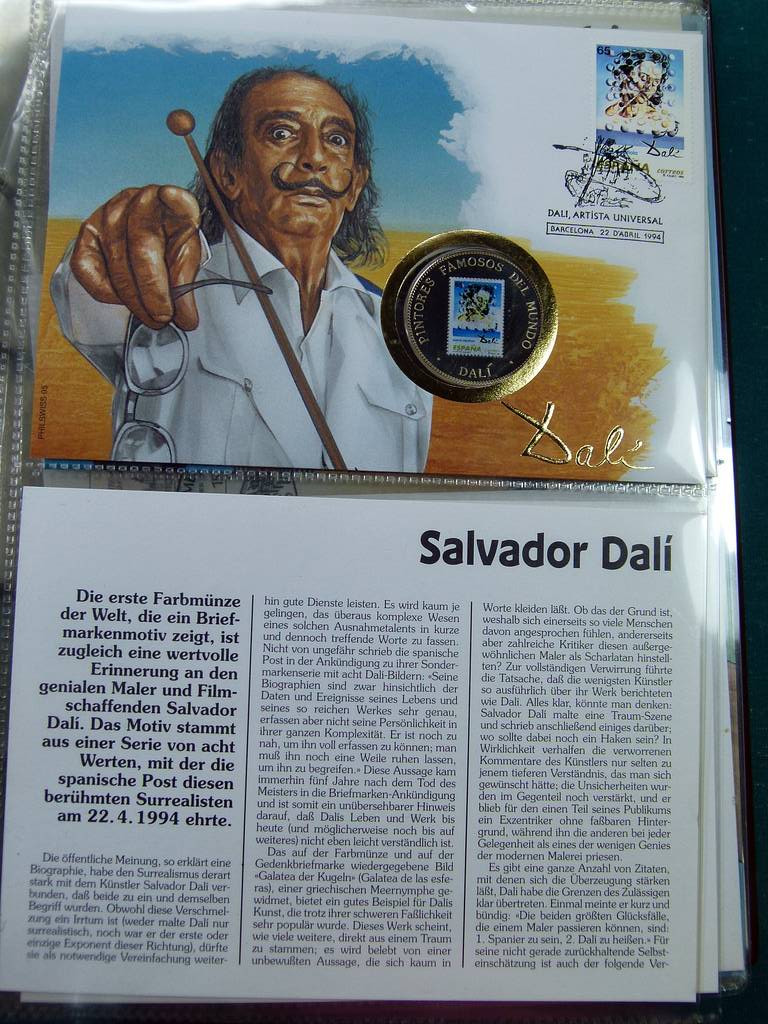 65
Dalí
ESPAÑA
correos
DALI, ARTÍSTA UNIVERSAL
BARCELONA 22 D'ABRIL 1994
PINTORES FAMOSOS DEL MUNDO
ESPAÑA
Dalí
· DALÍ ·
PHILSWISS 95
Dalí
Salvador Dalí
Die erste Farbmünze
der Welt, die ein Brief-
markenmotiv zeigt, ist
zugleich eine wertvolle
Erinnerung an den
genialen Maler und Film-
schaffenden Salvador
Dalí. Das Motiv stammt
aus einer Serie von acht
Werten, mit der die
spanische Post diesen
berühmten Surrealisten
am 22. 4. 1994 ehrte.
Die öffentliche Meinung, so erklärt eine
Biographie, habe den Surrealismus derart
stark mit dem Künstler Salvador Dalí ver-
bunden, daß beide zu ein und demselben
Begriff wurden. Obwohl diese Verschmel-
zung ein Irrtum ist (weder malte Dalí nur
surrealistisch, noch war er der erste oder
einzige Exponent dieser Richtung), dürfte
sie als notwendige Vereinfachung weiter-
hin gute Dienste leisten. Es wird kaum je
gelingen, das überaus komplexe Wesen
eines solchen Ausnahmetalents in kurze
und dennoch treffende Worte zu fassen.
Nicht von ungefähr schrieb die spanische
Post in der Ankündigung zu ihrer Sonder-
markenserie mit acht Dalí-Bildern: «Seine
Biographien sind zwar hinsichtlich der
Daten und Ereignisse seines Lebens und
seines so reichen Werkes sehr genau,
erfassen aber nicht seine Persönlichkeit in
ihrer ganzen Komplexität. Er ist noch zu
nah, um ihn voll erfassen zu können; man
muß ihn noch eine Weile ruhen lassen,
um ihn zu begreifen.» Diese Aussage kam
immerhin fünf Jahre nach dem Tod des
Meisters in die Briefmarken-Ankündigung
und ist somit ein unübersehbarer Hinweis
darauf, daß Dalís Leben und Werk bis
heute (und möglicherweise noch bis auf
weiteres) nicht eben leicht verständlich ist.
Das auf der Farbmünze und auf der
Gedenkbriefmarke wiedergegebene Bild
«Galatea der Kugeln» (Galatea de las esfe-
ras), einer griechischen Meernymphe ge-
widmet, bietet ein gutes Beispiel für Dalís
Kunst, die trotz ihrer schweren Faßlichkeit
sehr populär wurde. Dieses Werk scheint,
wie viele weitere, direkt aus einem Traum
zu stammen; es wird belebt von einer
unbewußten Aussage, die sich kaum in
Worte kleiden läßt. Ob das der Grund ist,
weshalb sich einerseits so viele Menschen
davon angesprochen fühlen, andererseits
aber zahlreiche Kritiker diesen außerge-
wöhnlichen Maler als Scharlatan hinstell-
ten? Zur vollständigen Verwirrung führte
die Tatsache, daß die wenigsten Künstler
so ausführlich über ihr Werk berichteten
wie Dalí. Alles klar, könnte man denken:
Salvador Dalí malte eine Traum-Szene
und schrieb anschließend einiges darüber;
wo sollte dabei noch ein Haken sein? In
Wirklichkeit verhalfen die verworrenen
Kommentare des Künstlers nur selten zu
jenem tieferen Verständnis, das man sich
gewünscht hätte; die Unsicherheiten wur-
den im Gegenteil noch verstärkt, und er
blieb für den einen Teil seines Publikums
ein Exzentriker ohne faßbaren Hinter-
grund, während ihn die anderen bei jeder
Gelegenheit als eines der wenigen Genies
der modernen Malerei priesen.
Es gibt eine ganze Anzahl von Zitaten,
mit denen sich die Überzeugung stärken
läßt, Dalí habe die Grenzen des Zulässigen
klar übertreten. Einmal meinte er kurz und
bündig: «Die beiden größten Glücksfälle,
die einem Maler passieren können, sind:
1. Spanier zu sein, 2. Dalí zu heißen.» Für
seine nicht gerade zurückhaltende Selbst-
einschätzung ist auch der folgende Ver-